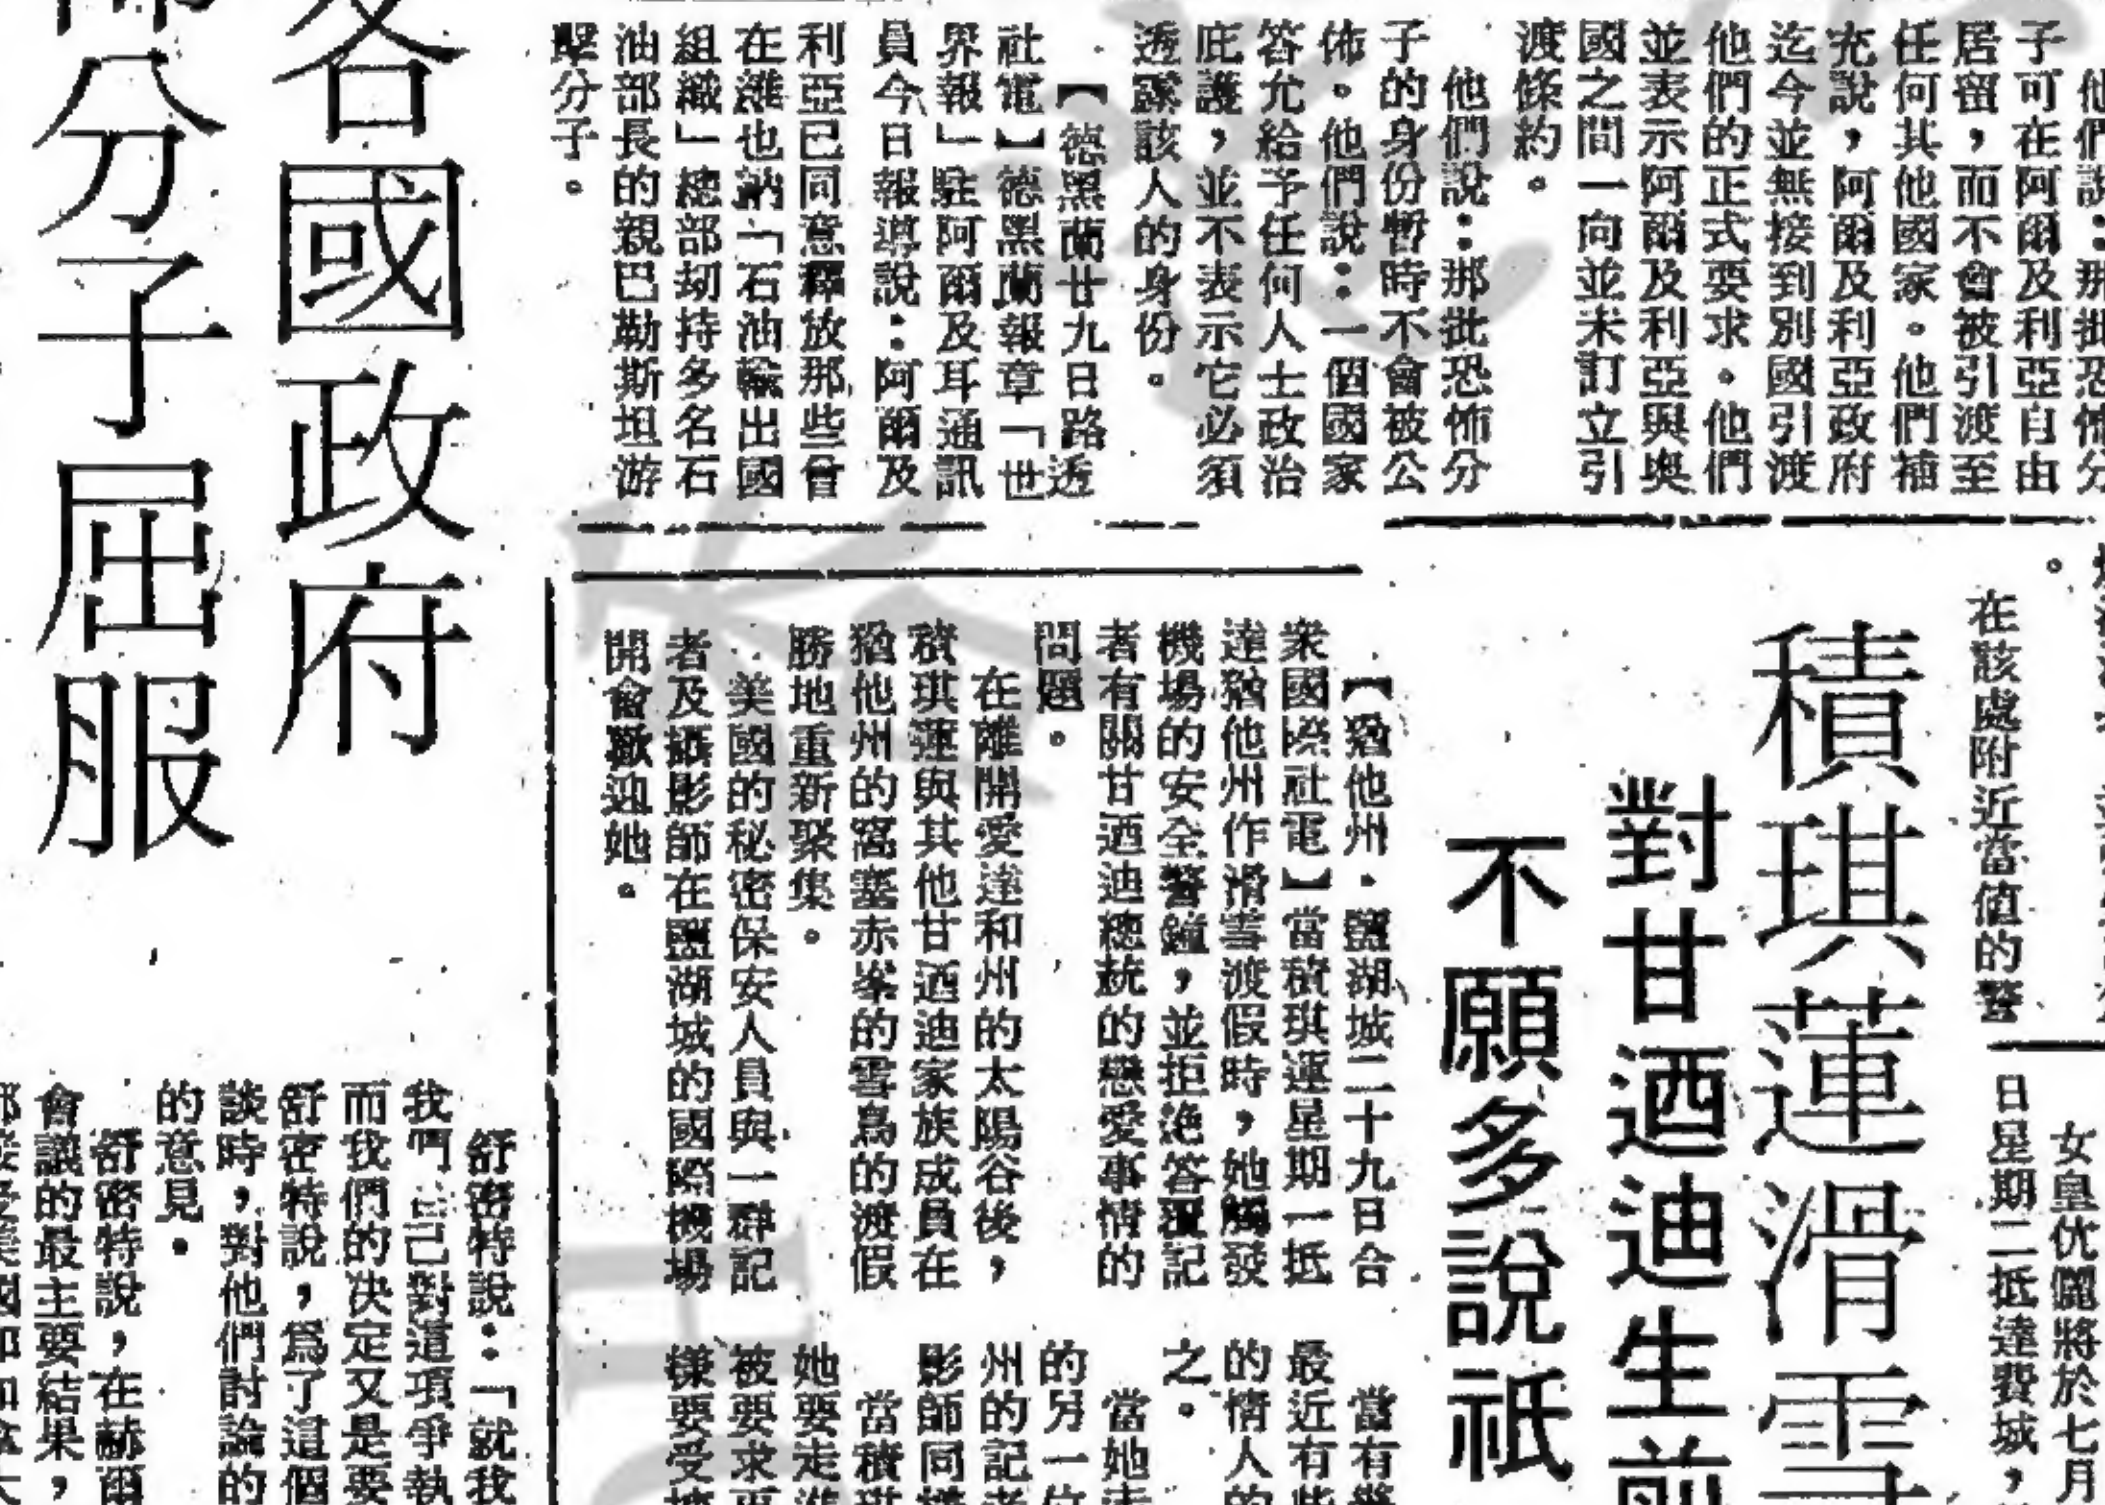 他們說：那批恐怖分
子可在阿爾及利亞自由
居留，而不會被引渡至
任何其他國家。他們補
充說，阿爾及利亞政府
迄今並無接到別國引渡
他們的正式要求。他們
並表示阿爾及利亞與奥
國之間一向並未訂立引
渡條約。
他們說：那批恐怖分
子的身份暫時不會被公
佈。他們說：一個國家
答允給予任何人士政治
庇護，並不表示它必須
透露該人的身份。
【德黑蘭廿九日路透
社電】德黑蘭報章「世
界報」駐阿爾及耳通訊
員今日報導說：阿爾及
利亞已同意釋放那些曾
在維也納「石油輸出國
組織」總部刼持多名石
油部長的親巴勒斯坦游
擊分子。
各國政府
分子屈服
在該處附近當值的警
女皇伉儷將於七月
日星期二抵達費城，
積琪蓮滑雪
對甘迺廸生前
不願多說祇
【猶他州·鹽湖城二十九日合
衆國際社電】當積琪蓮星期一抵
達猶他州作滑雪渡假時，她觸發
機場的安全警鐘，並拒絶答覆記
者有關甘迺廸總統的戀愛事情的
問題。
在離開愛達和州的太陽谷後，
積琪蓮與其他甘迺廸家族成員在
猶他州的窩塞赤峯的雪鳥的渡假
勝地重新聚集。
美國的秘密保安人員與一群記
者及攝影師在鹽湖城的國際機場
開會歡迎她。
當有
最近有些
的情人的
之。
當她走
的另一位
州的記者
影師同
當積琪
她要走進
被要求再
樣要受
舒密特說：「就我
我們自己對這項爭執
而我們的决定又是要
舒密特說，爲了這個
談時，對他們討論的
的意見。
舒密特說，在赫爾
會議的最主要結果，